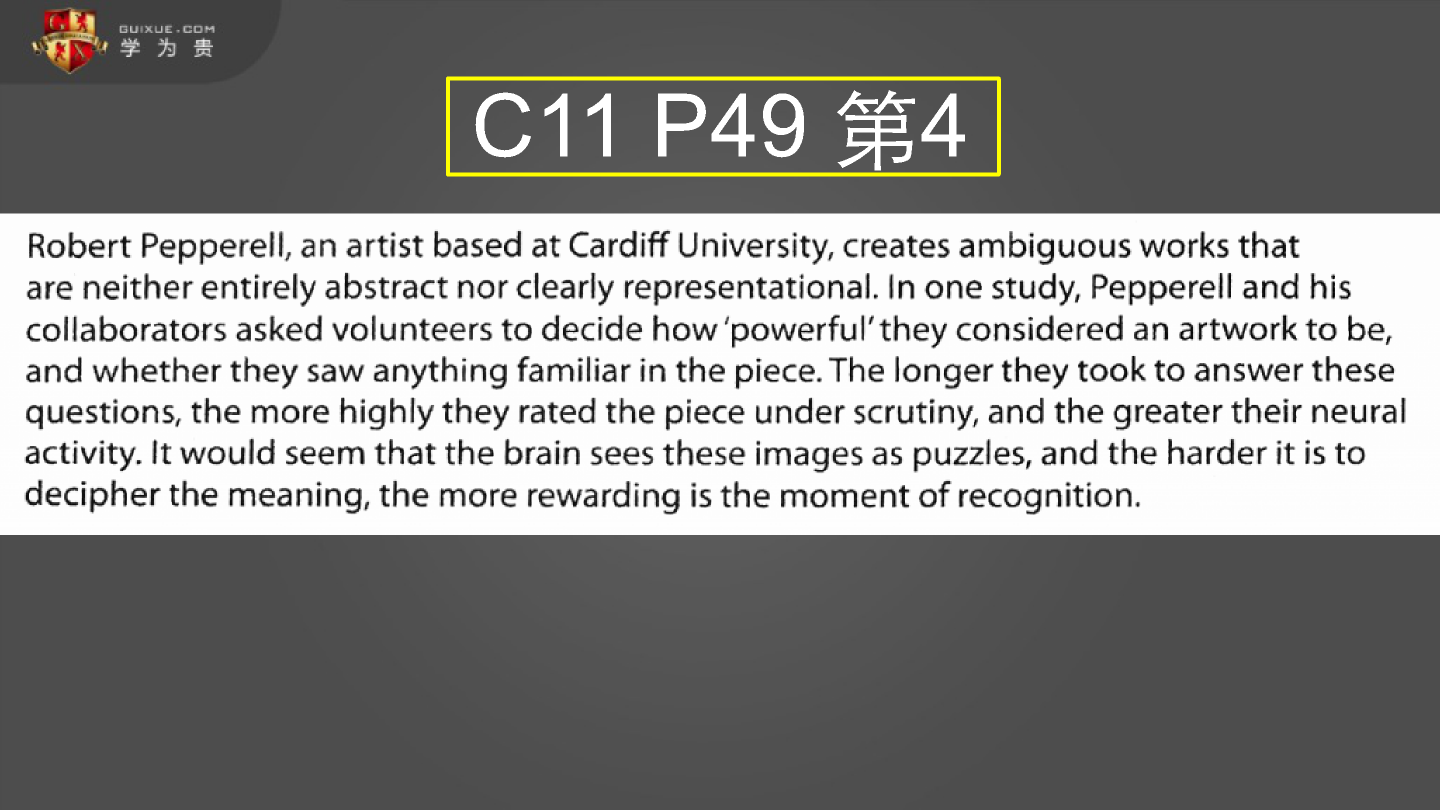 GUIXUE.COM
学为贵
C11 P49 第4
Robert Pepperell, an artist based at Cardiff University, creates ambiguous works that
are neither entirely abstract nor clearly representational. In one study, Pepperell and his
collaborators asked volunteers to decide how ‘powerful’ they considered an artwork to be,
and whether they saw anything familiar in the piece. The longer they took to answer these
questions, the more highly they rated the piece under scrutiny, and the greater their neural
activity. It would seem that the brain sees these images as puzzles, and the harder it is to
decipher the meaning, the more rewarding is the moment of recognition.